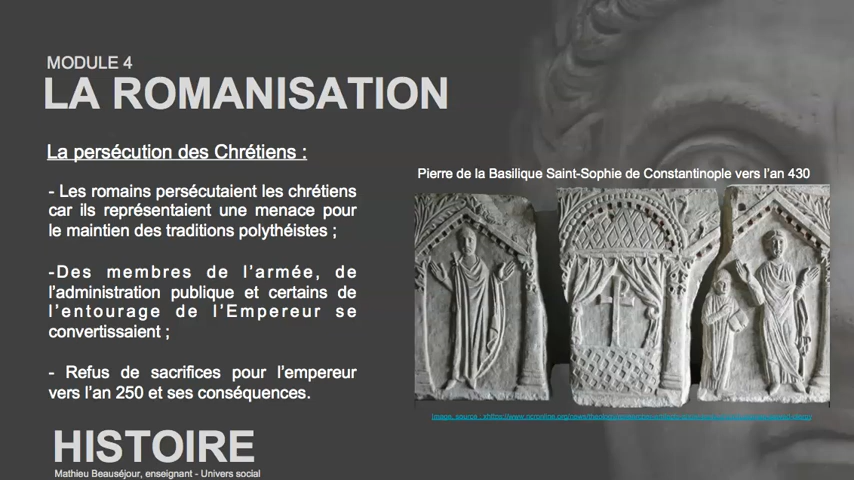 MODULE 4
LA ROMANISATION
La persécution des Chrétiens :
- Les romains persécutaient les chrétiens
car ils représentaient une menace pour
le maintien des traditions polythéistes ;
-Des membres de l'armée, de
l'administration publique et certains de
l'entourage de l'Empereur se
convertissaient ;
- Refus de sacrifices pour l'empereur
vers l'an 250 et ses conséquences.
Pierre de la Basilique Saint-Sophie de Constantinople vers l'an 430
Image, source :
HISTOIRE
Mathieu Beauséjour, enseignant - Univers social